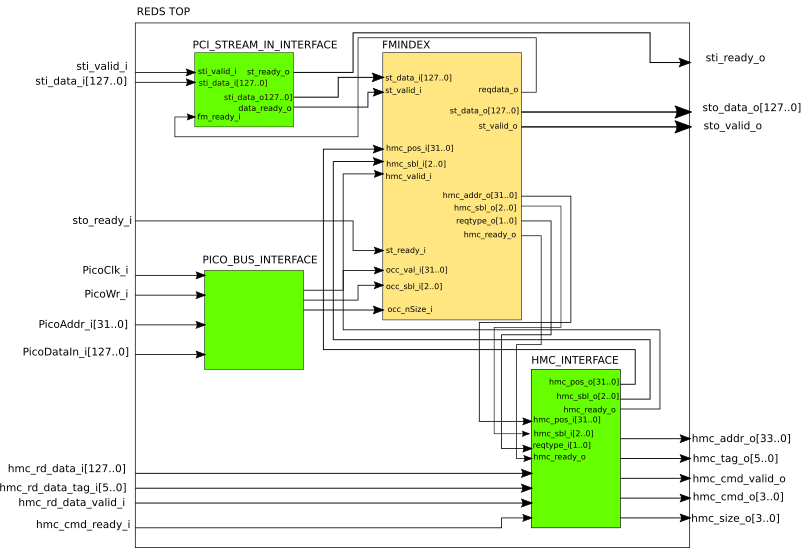 REDS TOP
PCI_STREAM_IN_INTERFACE
FMINDEX
sti_valid_i
sti_data_i[127..0]
sti_valid_i
st_ready_o
sti_data_i[127..0]
sti_data_o127..0]
data_ready_o
fm_ready_i
st_data_i[127..0]
st_valid_i
reqdata_o
st_data_o[127..0]
st_valid_o
hmc_pos_i[31..0]
hmc_sbl_i[2..0]
hmc_valid_i
hmc_addr_o[31..0]
hmc_sbl_o[2..0]
reqtype_o[1..0]
hmc_ready_o
st_ready_i
occ_val_i[31..0]
occ_sbl_i[2..0]
occ_nSize_i
sti_ready_o
sto_data_o[127..0]
sto_valid_o
sto_ready_i
PICO_BUS_INTERFACE
PicoClk_i
PicoWr_i
PicoAddr_i[31..0]
PicoDataIn_i[127..0]
HMC_INTERFACE
hmc_pos_o[31..0]
hmc_sbl_o[2..0]
hmc_ready_o
hmc_pos_i[31..0]
hmc_sbl_i[2..0]
reqtype_i[1..0]
hmc_ready_o
hmc_rd_data_i[127..0]
hmc_rd_data_tag_i[5..0]
hmc_rd_data_valid_i
hmc_cmd_ready_i
hmc_addr_o[33..0]
hmc_tag_o[5..0]
hmc_cmd_valid_o
hmc_cmd_o[3..0]
hmc_size_o[3..0]